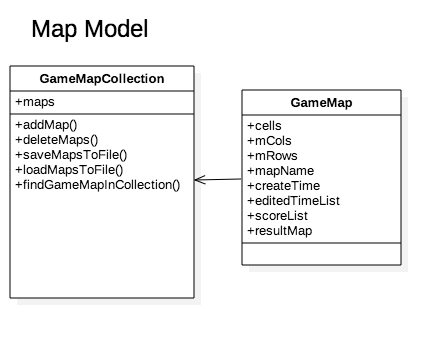 Map Model
GameMapCollection
+maps
+addMap()
+deleteMaps()
+saveMapsToFile()
+loadMapsToFile()
+findGameMapInCollection()
GameMap
+cells
+mCols
+mRows
+mapName
+createTime
+editedTimeList
+scoreList
+resultMap